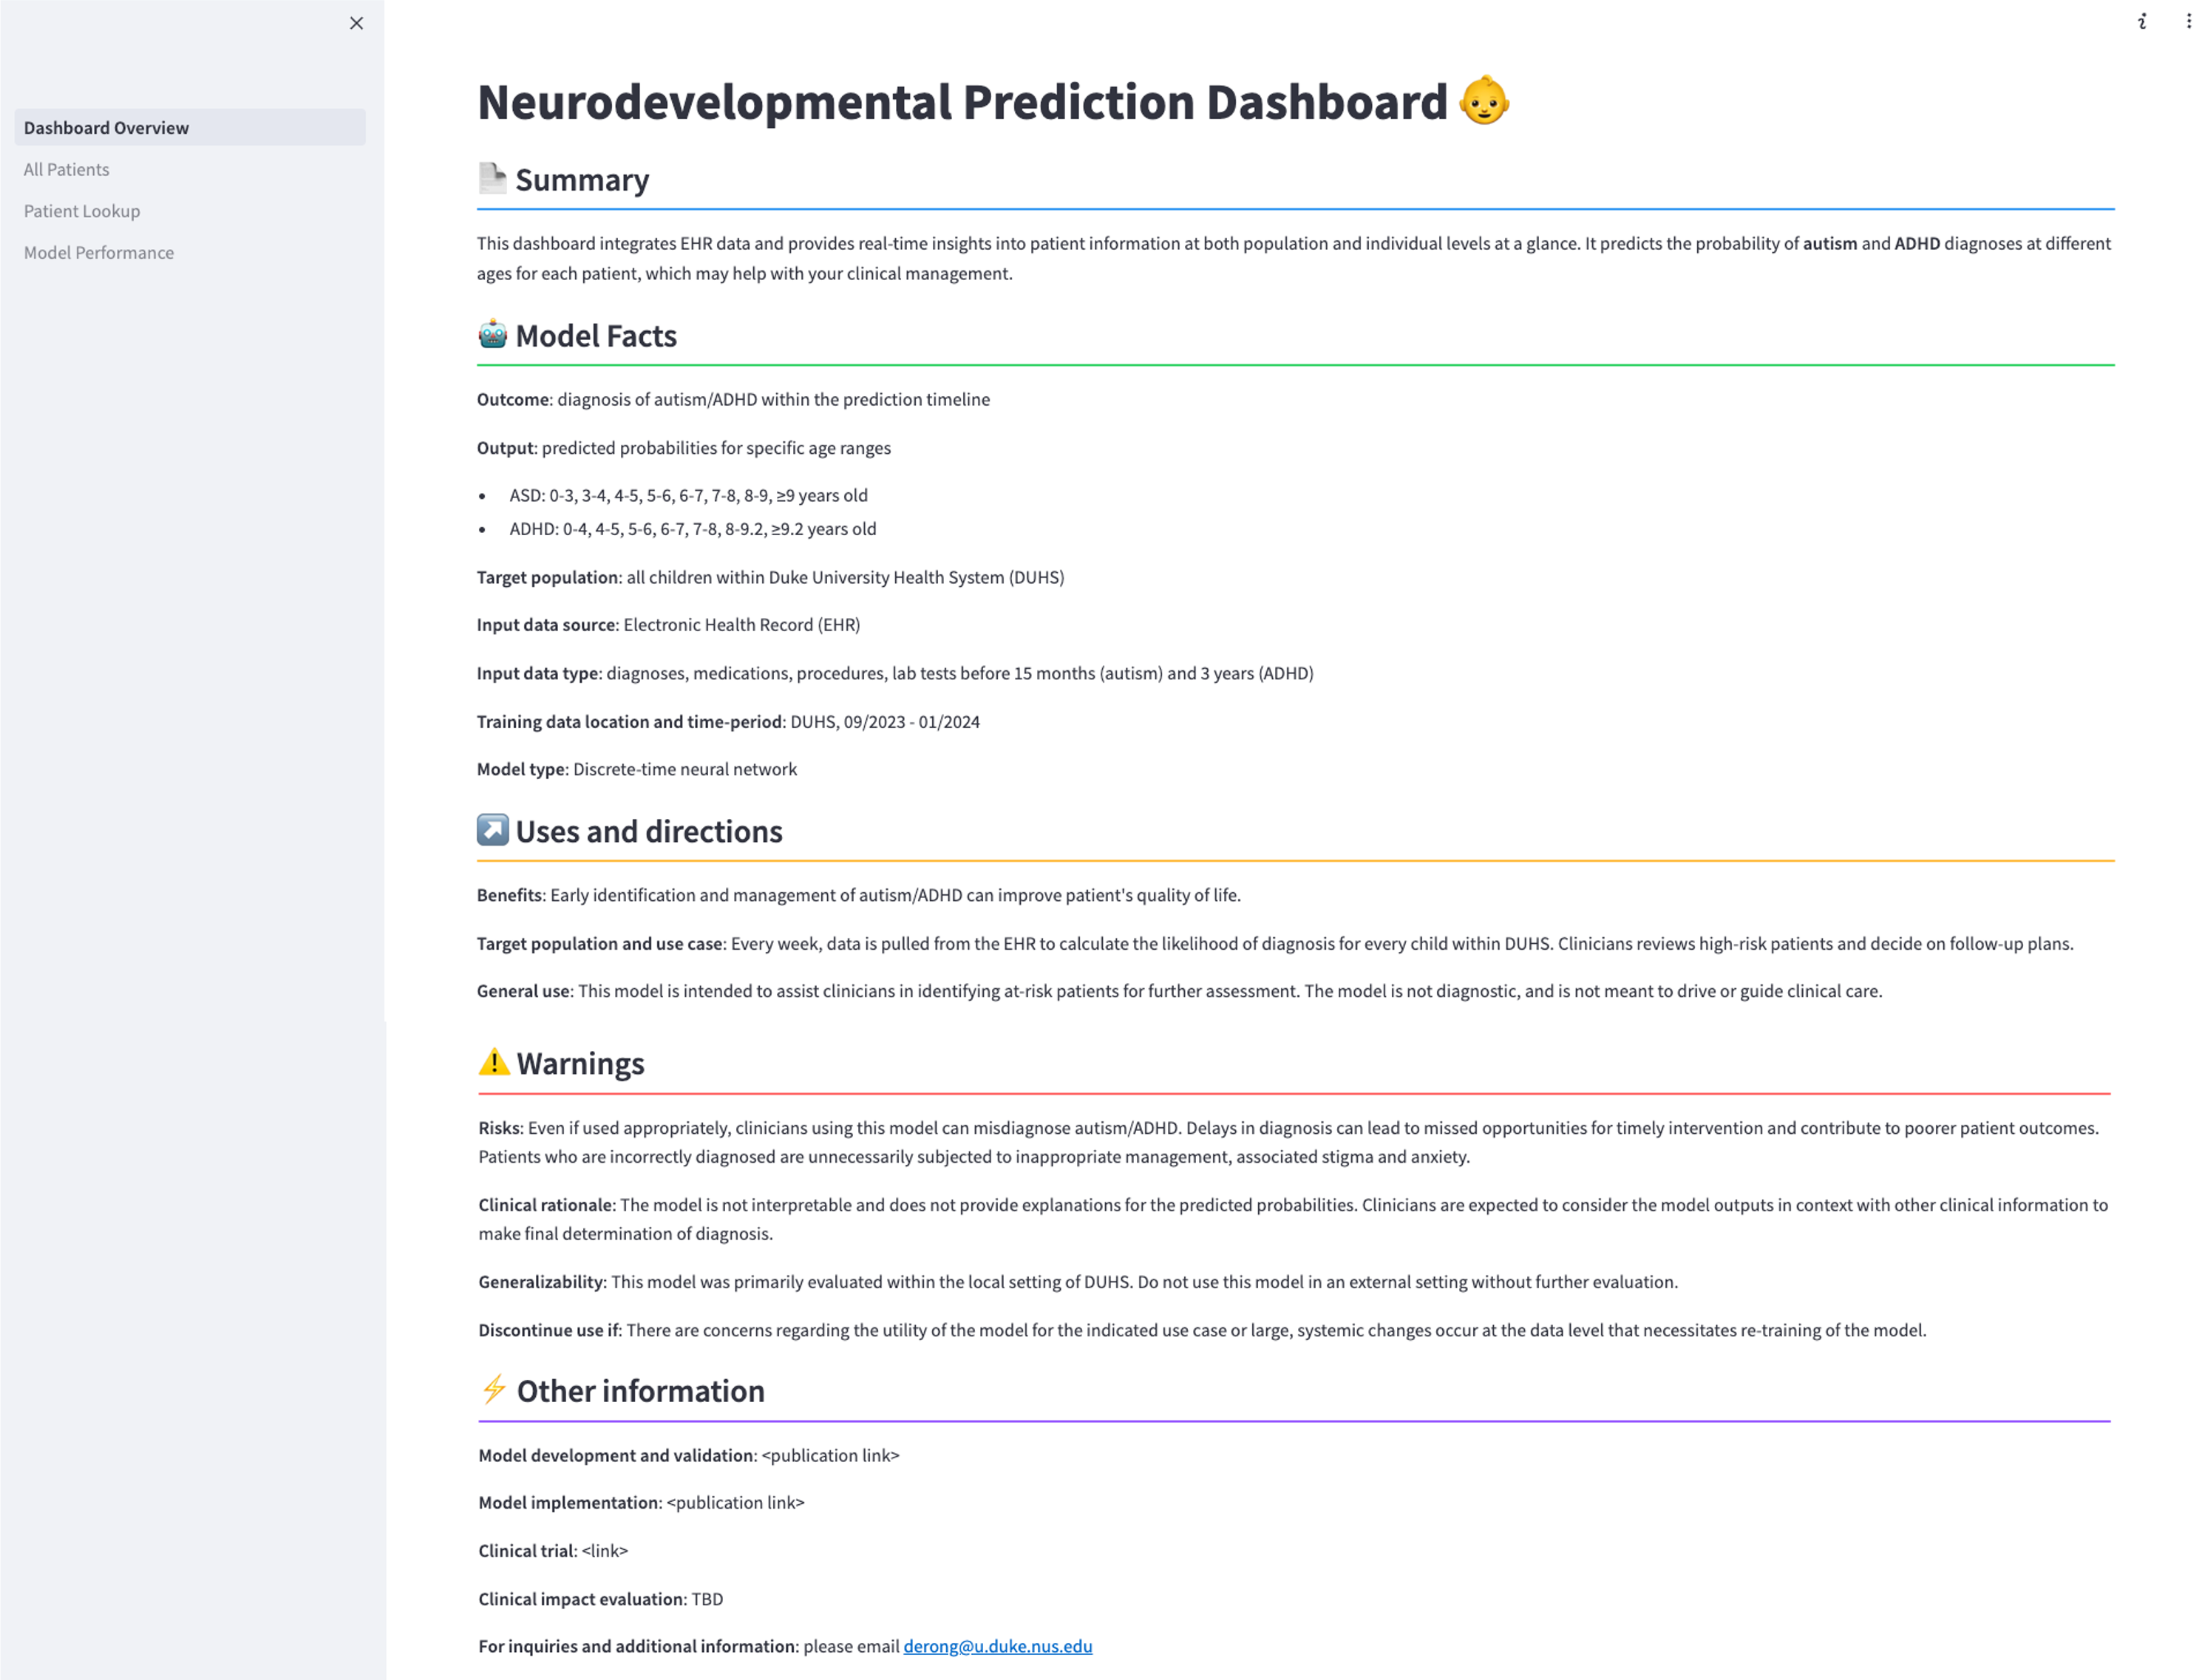 Dashboard Overview
All Patients
Patient Lookup
Model Performance
Neurodevelopmental Prediction Dashboard
Summary
This dashboard integrates EHR data and provides real-time insights into patient information at both population and individual levels at a glance. It predicts the probability of autism and ADHD diagnoses at different
ages for each patient, which may help with your clinical management.
Model Facts
Outcome: diagnosis of autism/ADHD within the prediction timeline
Output: predicted probabilities for specific age ranges
• ASD: 0-3, 3-4, 4-5, 5-6, 6-7, 7-8, 8-9, ≥9 years old
• ADHD: 0-4, 4-5, 5-6, 6-7, 7-8, 8-9.2, ≥9.2 years old
Target population: all children within Duke University Health System (DUHS)
Input data source: Electronic Health Record (EHR)
Input data type: diagnoses, medications, procedures, lab tests before 15 months (autism) and 3 years (ADHD)
Training data location and time-period: DUHS, 09/2023 - 01/2024
Model type: Discrete-time neural network
Uses and directions
Benefits: Early identification and management of autism/ADHD can improve patient's quality of life.
Target population and use case: Every week, data is pulled from the EHR to calculate the likelihood of diagnosis for every child within DUHS. Clinicians reviews high-risk patients and decide on follow-up plans.
General use: This model is intended to assist clinicians in identifying at-risk patients for further assessment. The model is not diagnostic, and is not meant to drive or guide clinical care.
Warnings
Risks: Even if used appropriately, clinicians using this model can misdiagnose autism/ADHD. Delays in diagnosis can lead to missed opportunities for timely intervention and contribute to poorer patient outcomes.
Patients who are incorrectly diagnosed are unnecessarily subjected to inappropriate management, associated stigma and anxiety.
Clinical rationale: The model is not interpretable and does not provide explanations for the predicted probabilities. Clinicians are expected to consider the model outputs in context with other clinical information to
make final determination of diagnosis.
Generalizability: This model was primarily evaluated within the local setting of DUHS. Do not use this model in an external setting without further evaluation.
Discontinue use if: There are concerns regarding the utility of the model for the indicated use case or large, systemic changes occur at the data level that necessitates re-training of the model.
Other information
Model development and validation: <publication link>
Model implementation: <publication link>
Clinical trial: <link>
Clinical impact evaluation: TBD
For inquiries and additional information: please email derong@u.duke.nus.edu